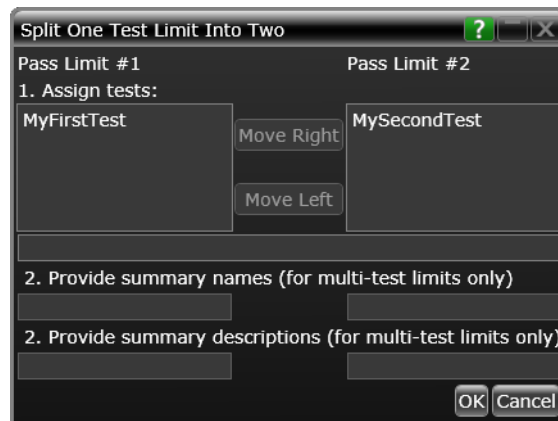 Split One Test Limit Into Two
?
X
Pass Limit #1 Pass Limit #2
1. Assign tests:
MyFirstTest MySecondTest
Move Right
Move Left
2. Provide summary names (for multi-test limits only)
2. Provide summary descriptions (for multi-test limits only)
OK Cancel